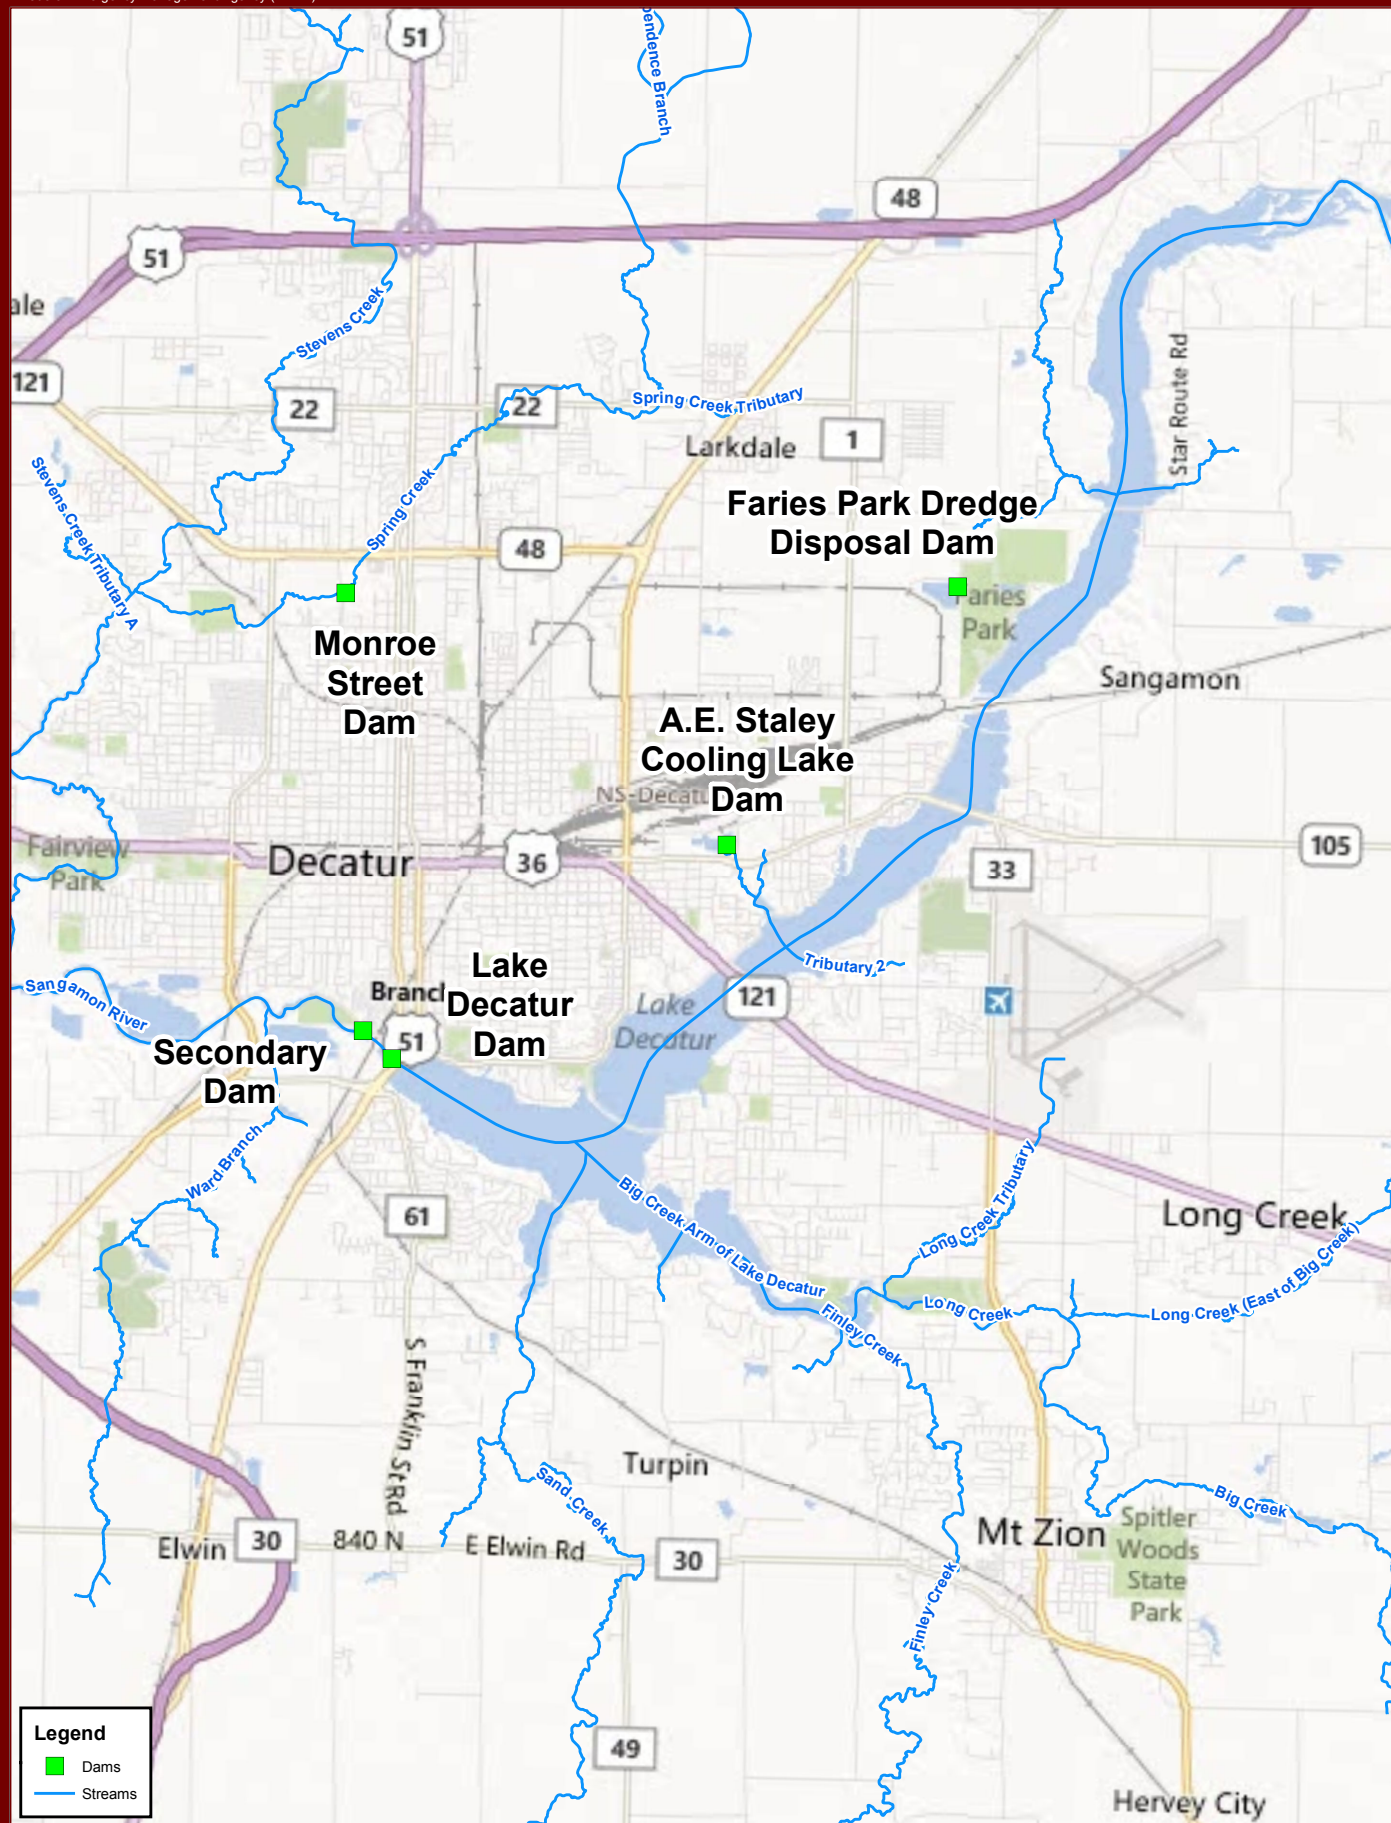 51
pendence Branch
48
51
ale
Stevens Creek
121
Star Route Rd
22
22
Spring Creek Tributary
Larkdale
1
Stevens Creek Tributary A
Spring Creek
Faries Park Dredge
Disposal Dam
48
Faries
Park
Monroe
Street
Dam
Sangamon
A.E. Staley
Cooling Lake
Dam
NS-Decatu
Fairview
Park
Decatur
36
33
105
Tributary 2
Lake
Decatur
Dam
Branch
Sangamon River
51
Lake
Decatur
121
Secondary
Dam
Ward Branch
61
Big Creek Arm of Lake Decatur
Long Creek Tributary
Long Creek
Long Creek
Long Creek (East of Big Creek)
Finley Creek
S Franklin St Rd
Turpin
Sand Creek
Big Creek
Elwin
30
840 N
E Elwin Rd
30
Mt Zion
Spitler
Woods
State
Park
Finley Creek
49
Hervey City
Legend
Dams
Streams